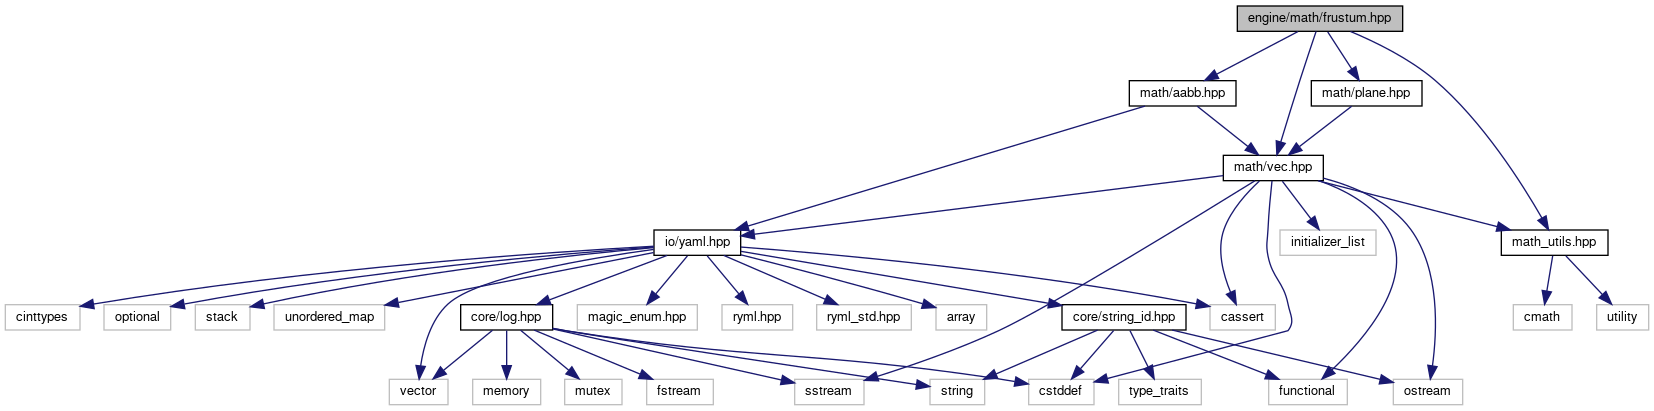 engine/math/frustum.hpp
math/aabb.hpp
math/plane.hpp
math/vec.hpp
io/yaml.hpp
initializer_list
math_utils.hpp
cinttypes
optional
stack
unordered_map
core/log.hpp
magic_enum.hpp
ryml.hpp
ryml_std.hpp
array
core/string_id.hpp
cassert
cmath
utility
vector
memory
mutex
fstream
sstream
string
cstddef
type_traits
functional
ostream